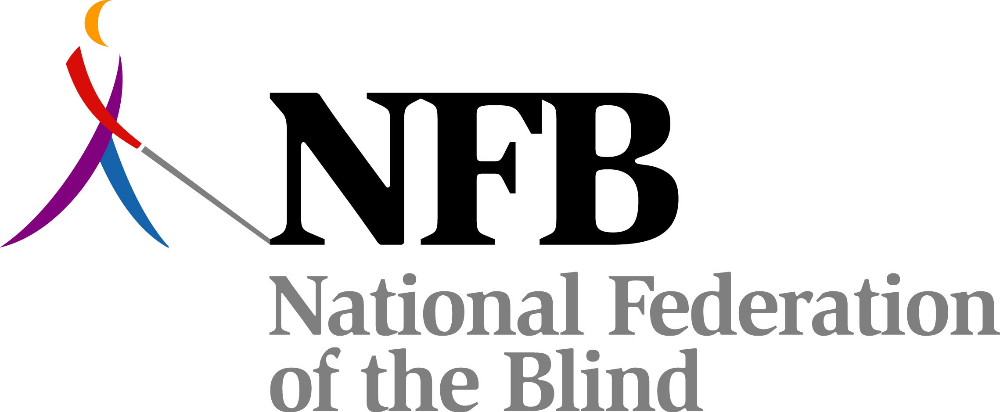 NFB
National Federation
of the Blind